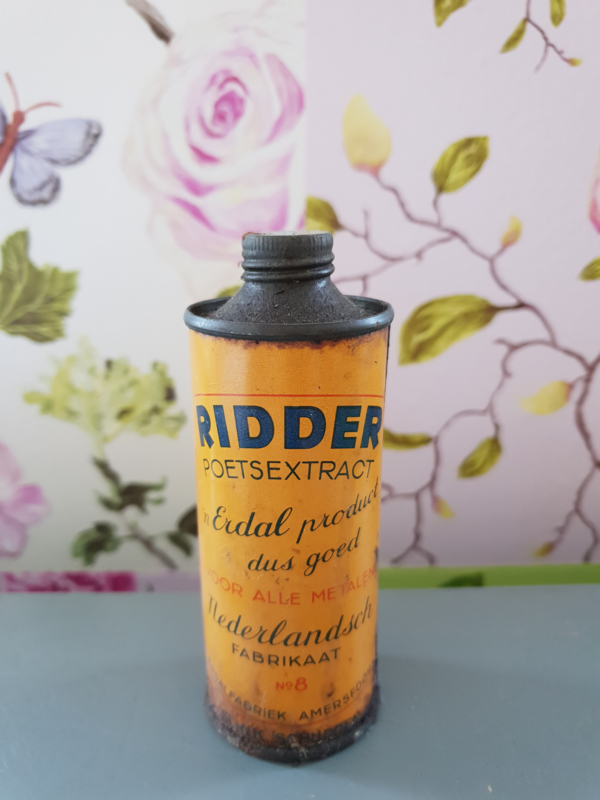 RIDDER
POETSEXTRACT
'n Erdal product
dus goed
VOOR ALLE METALEN
Nederlandsch
FABRIKAAT
No8
FABRIEK AMERSFOORT